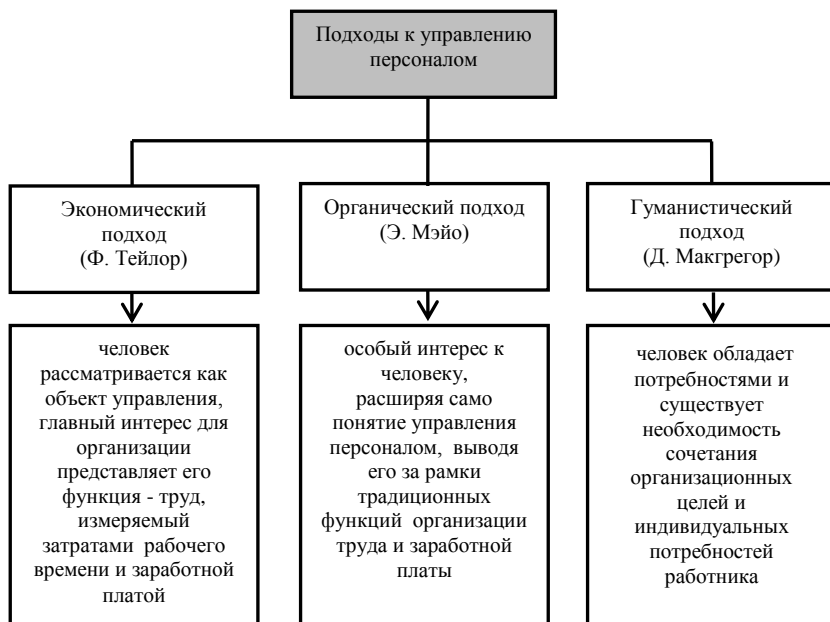 Подходы к управлению
персоналом
Экономический
подход
(Ф. Тейлор)
Органический подход
(Э. Мэйо)
Гуманистический
подход
(Д. Макгрегор)
человек
рассматривается как
объект управления,
главный интерес для
организации
представляет его
функция - труд,
измеряемый
затратами рабочего
времени и заработной
платой
особый интерес к
человеку,
расширяя само
понятие управления
персоналом, выводя
его за рамки
традиционных
функций организации
труда и заработной
платы
человек обладает
потребностями и
существует
необходимость
сочетания
организационных
целей и
индивидуальных
потребностей
работника